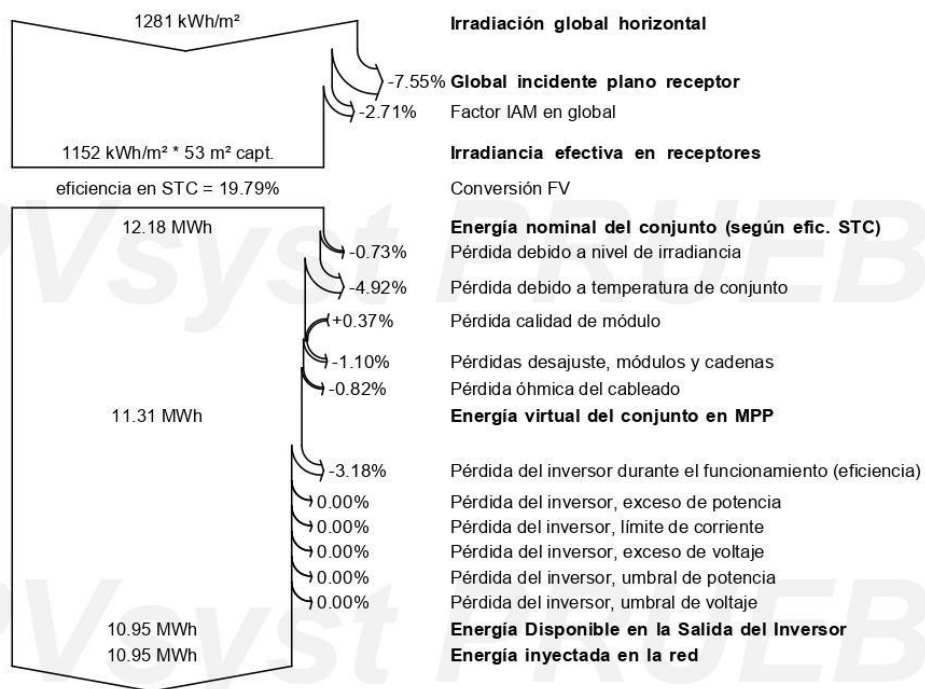 1281 kWh/m² Irradiación global horizontal
-7.55% Global incidente plano receptor
-2.71% Factor IAM en global
1152 kWh/m² * 53 m² capt. Irradiancia efectiva en receptores
eficiencia en STC = 19.79% Conversión FV
12.18 MWh Energía nominal del conjunto (según efic. STC)
-0.73% Pérdida debido a nivel de irradiancia
-4.92% Pérdida debido a temperatura de conjunto
+0.37% Pérdida calidad de módulo
-1.10% Pérdidas desajuste, módulos y cadenas
-0.82% Pérdida óhmica del cableado
11.31 MWh Energía virtual del conjunto en MPP
-3.18% Pérdida del inversor durante el funcionamiento (eficiencia)
0.00% Pérdida del inversor, exceso de potencia
0.00% Pérdida del inversor, límite de corriente
0.00% Pérdida del inversor, exceso de voltaje
0.00% Pérdida del inversor, umbral de potencia
0.00% Pérdida del inversor, umbral de voltaje
10.95 MWh Energía Disponible en la Salida del Inversor
10.95 MWh Energía inyectada en la red
PVsyst PRUEB
PVsyst PRUEB